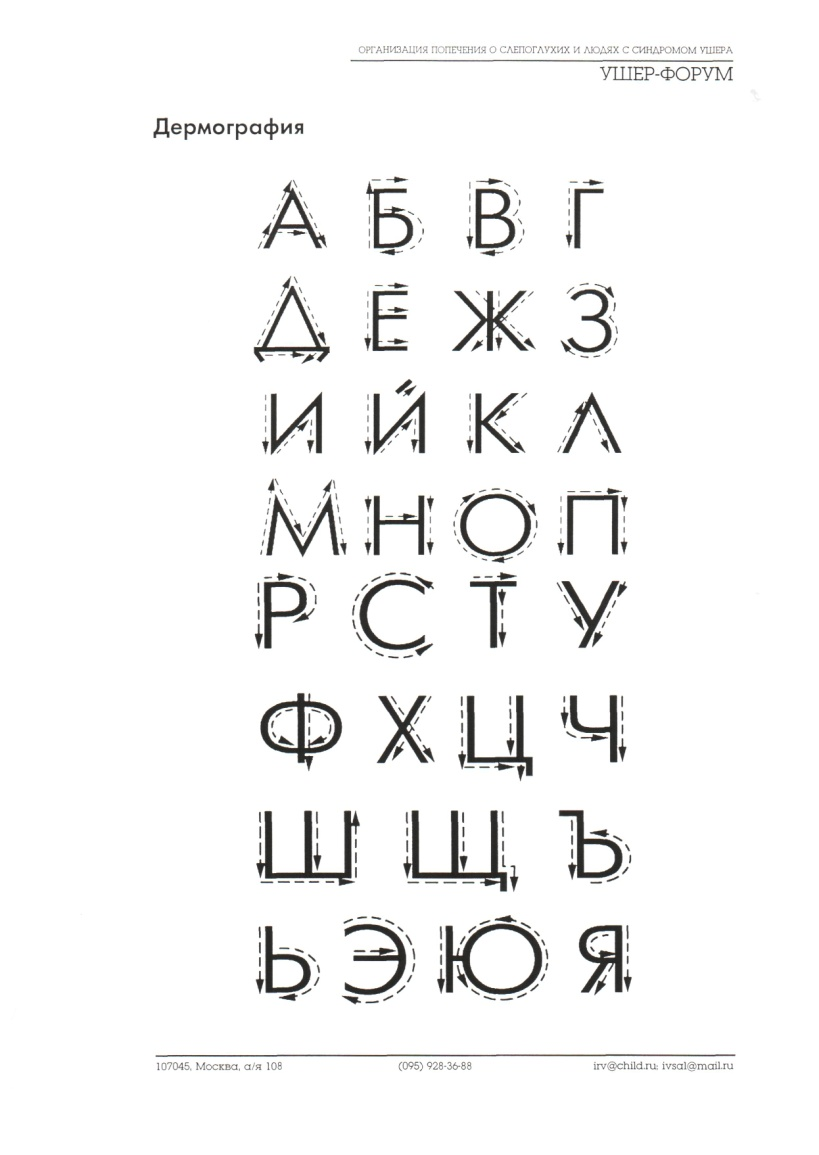 ОРГАНИЗАЦИЯ ПОПЕЧЕНИЯ О СЛЕПОГЛУХИХ И ЛЮДЯХ С СИНДРОМОМ УШЕРА
УШЕР-ФОРУМ
Дермография
А Б В Г
Д Е Ж З
И Й К Л
М Н О П
Р С Т У
Ф Х Ц Ч
Ш Щ Ъ
Ь Э Ю Я
107045, Москва, а/я 108 (095) 928-36-88 irv@child.ru; ivsal@mail.ru